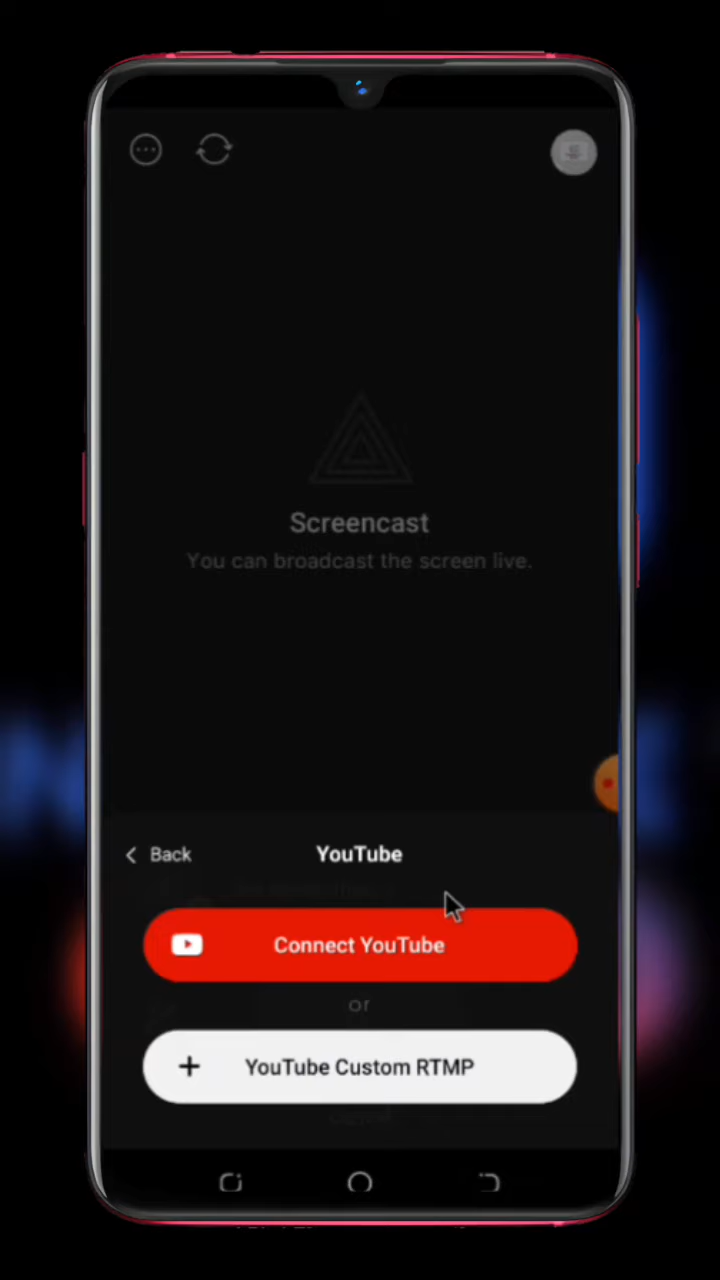 Screencast
You can broadcast the screen live.
Back
YouTube
Connect YouTube
or
YouTube Custom RTMP